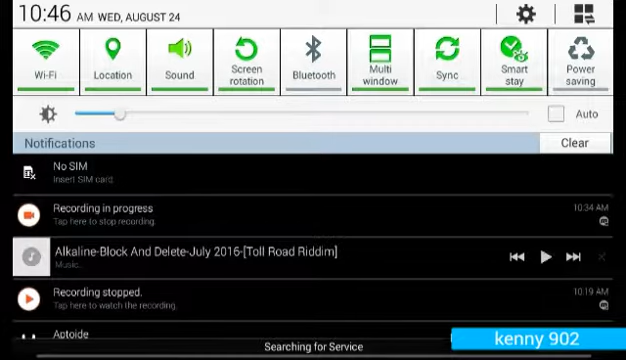 10:46 AM WED, AUGUST 24
Wi-Fi
Location
Sound
Screen rotation
Bluetooth
Multi window
Sync
Smart stay
Power saving
Auto
Notifications
Clear
No SIM
Insert SIM card.
Recording in progress
10:34 AM
Tap here to stop recording.
Alkaline-Block And Delete-July 2016-[Toll Road Riddim]
Music
Recording stopped.
10:19 AM
Tap here to watch the recording.
Aptoide
Searching for Service
kenny 902